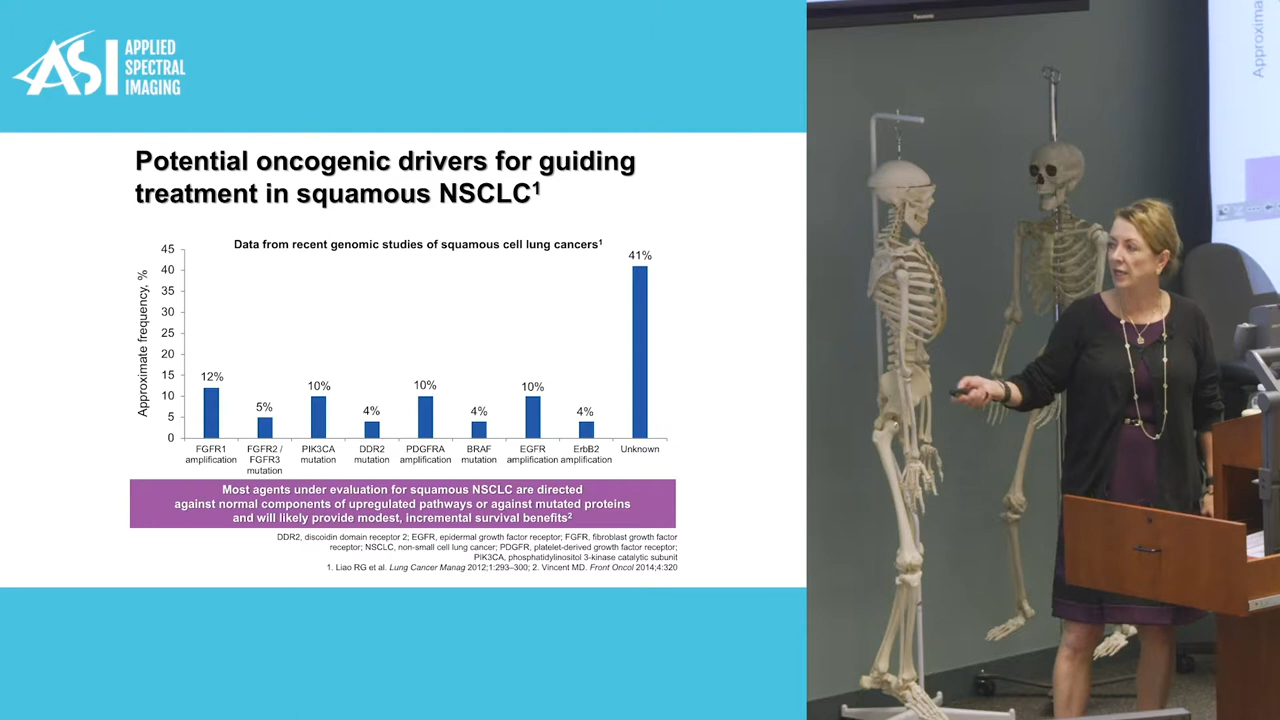 ASI APPLIED
SPECTRAL
IMAGING
Potential oncogenic drivers for guiding
treatment in squamous NSCLC1
Data from recent genomic studies of squamous cell lung cancers1
Approximate frequency, %
45
40
35
30
25
20
15
10
5
0
12%
5%
10%
4%
10%
4%
10%
4%
41%
FGFR1
amplification
FGFR2 /
FGFR3
mutation
PIK3CA
mutation
DDR2
mutation
PDGFRA
amplification
BRAF
mutation
EGFR
amplification
ErbB2
amplification
Unknown
Most agents under evaluation for squamous NSCLC are directed
against normal components of upregulated pathways or against mutated proteins
and will likely provide modest, incremental survival benefits2
DDR2, discoidin domain receptor 2; EGFR, epidermal growth factor receptor; FGFR, fibroblast growth factor
receptor; NSCLC, non-small cell lung cancer; PDGFR, platelet-derived growth factor receptor;
PIK3CA, phosphatidylinositol 3-kinase catalytic subunit
1. Liao RG et al. Lung Cancer Manag 2012;1:293–300; 2. Vincent MD. Front Oncol 2014;4:320
Panasonic
Approxima